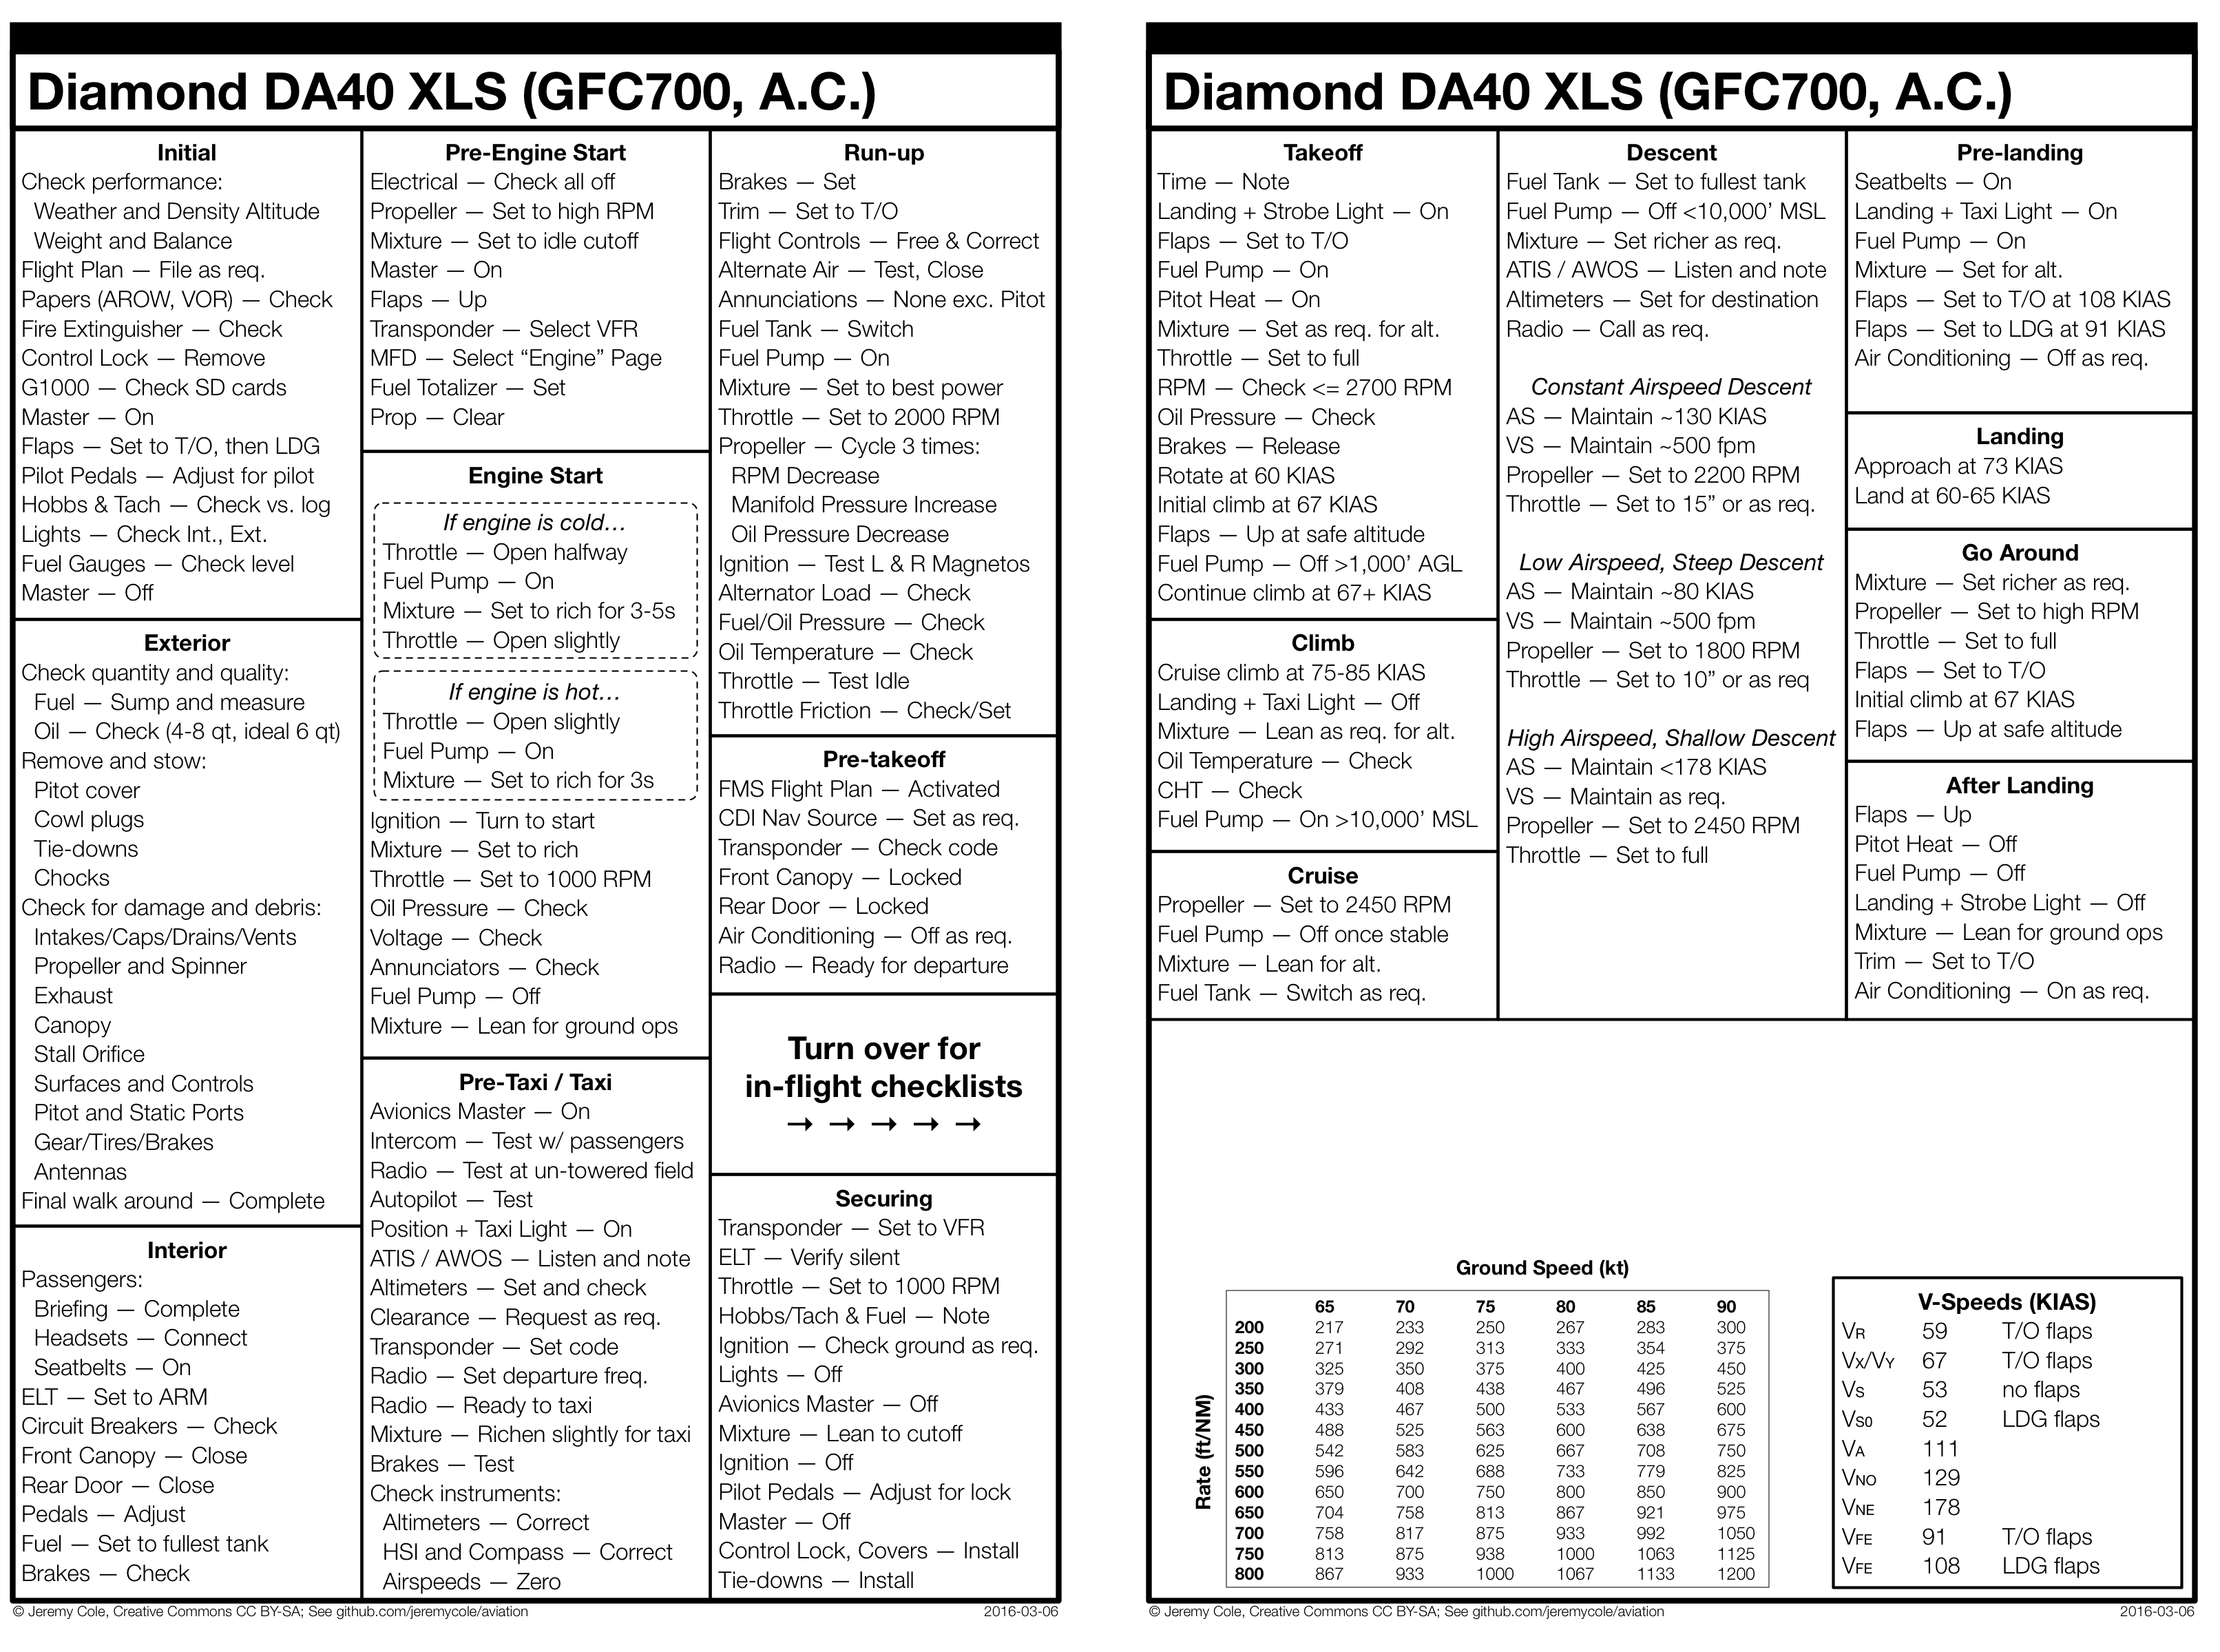 Diamond DA40 XLS (GFC700, A.C.)
Initial
Check performance:
Weather and Density Altitude
Weight and Balance
Flight Plan — File as req.
Papers (AROW, VOR) — Check
Fire Extinguisher — Check
Control Lock — Remove
G1000 — Check SD cards
Master — On
Flaps — Set to T/O, then LDG
Pilot Pedals — Adjust for pilot
Hobbs & Tach — Check vs. log
Lights — Check Int., Ext.
Fuel Gauges — Check level
Master — Off
Exterior
Check quantity and quality:
Fuel — Sump and measure
Oil — Check (4-8 qt, ideal 6 qt)
Remove and stow:
Pitot cover
Cowl plugs
Tie-downs
Chocks
Check for damage and debris:
Intakes/Caps/Drains/Vents
Propeller and Spinner
Exhaust
Canopy
Stall Orifice
Surfaces and Controls
Pitot and Static Ports
Gear/Tires/Brakes
Antennas
Final walk around — Complete
Interior
Passengers:
Briefing — Complete
Headsets — Connect
Seatbelts — On
ELT — Set to ARM
Circuit Breakers — Check
Front Canopy — Close
Rear Door — Close
Pedals — Adjust
Fuel — Set to fullest tank
Brakes — Check
Pre-Engine Start
Electrical — Check all off
Propeller — Set to high RPM
Mixture — Set to idle cutoff
Master — On
Flaps — Up
Transponder — Select VFR
MFD — Select “Engine” Page
Fuel Totalizer — Set
Prop — Clear
Engine Start
If engine is cold…
Throttle — Open halfway
Fuel Pump — On
Mixture — Set to rich for 3-5s
Throttle — Open slightly
If engine is hot…
Throttle — Open slightly
Fuel Pump — On
Mixture — Set to rich for 3s
Ignition — Turn to start
Mixture — Set to rich
Throttle — Set to 1000 RPM
Oil Pressure — Check
Voltage — Check
Annunciators — Check
Fuel Pump — Off
Mixture — Lean for ground ops
Pre-Taxi / Taxi
Avionics Master — On
Intercom — Test w/ passengers
Radio — Test at un-towered field
Autopilot — Test
Position + Taxi Light — On
ATIS / AWOS — Listen and note
Altimeters — Set and check
Clearance — Request as req.
Transponder — Set code
Radio — Set departure freq.
Radio — Ready to taxi
Mixture — Richen slightly for taxi
Brakes — Test
Check instruments:
Altimeters — Correct
HSI and Compass — Correct
Airspeeds — Zero
Run-up
Brakes — Set
Trim — Set to T/O
Flight Controls — Free & Correct
Alternate Air — Test, Close
Annunciations — None exc. Pitot
Fuel Tank — Switch
Fuel Pump — On
Mixture — Set to best power
Throttle — Set to 2000 RPM
Propeller — Cycle 3 times:
RPM Decrease
Manifold Pressure Increase
Oil Pressure Decrease
Ignition — Test L & R Magnetos
Alternator Load — Check
Fuel/Oil Pressure — Check
Oil Temperature — Check
Throttle — Test Idle
Throttle Friction — Check/Set
Pre-takeoff
FMS Flight Plan — Activated
CDI Nav Source — Set as req.
Transponder — Check code
Front Canopy — Locked
Rear Door — Locked
Air Conditioning — Off as req.
Radio — Ready for departure
Turn over for
in-flight checklists
→ → → → →
Securing
Transponder — Set to VFR
ELT — Verify silent
Throttle — Set to 1000 RPM
Hobbs/Tach & Fuel — Note
Ignition — Check ground as req.
Lights — Off
Avionics Master — Off
Mixture — Lean to cutoff
Ignition — Off
Pilot Pedals — Adjust for lock
Master — Off
Control Lock, Covers — Install
Tie-downs — Install
© Jeremy Cole, Creative Commons CC BY-SA; See github.com/jeremycole/aviation
2016-03-06
Diamond DA40 XLS (GFC700, A.C.)
Takeoff
Time — Note
Landing + Strobe Light — On
Flaps — Set to T/O
Fuel Pump — On
Pitot Heat — On
Mixture — Set as req. for alt.
Throttle — Set to full
RPM — Check <= 2700 RPM
Oil Pressure — Check
Brakes — Release
Rotate at 60 KIAS
Initial climb at 67 KIAS
Flaps — Up at safe altitude
Fuel Pump — Off >1,000’ AGL
Continue climb at 67+ KIAS
Climb
Cruise climb at 75-85 KIAS
Landing + Taxi Light — Off
Mixture — Lean as req. for alt.
Oil Temperature — Check
CHT — Check
Fuel Pump — On >10,000’ MSL
Cruise
Propeller — Set to 2450 RPM
Fuel Pump — Off once stable
Mixture — Lean for alt.
Fuel Tank — Switch as req.
Descent
Fuel Tank — Set to fullest tank
Fuel Pump — Off <10,000’ MSL
Mixture — Set richer as req.
ATIS / AWOS — Listen and note
Altimeters — Set for destination
Radio — Call as req.
Constant Airspeed Descent
AS — Maintain ~130 KIAS
VS — Maintain ~500 fpm
Propeller — Set to 2200 RPM
Throttle — Set to 15” or as req.
Low Airspeed, Steep Descent
AS — Maintain ~80 KIAS
VS — Maintain ~500 fpm
Propeller — Set to 1800 RPM
Throttle — Set to 10” or as req
High Airspeed, Shallow Descent
AS — Maintain <178 KIAS
VS — Maintain as req.
Propeller — Set to 2450 RPM
Throttle — Set to full
Pre-landing
Seatbelts — On
Landing + Taxi Light — On
Fuel Pump — On
Mixture — Set for alt.
Flaps — Set to T/O at 108 KIAS
Flaps — Set to LDG at 91 KIAS
Air Conditioning — Off as req.
Landing
Approach at 73 KIAS
Land at 60-65 KIAS
Go Around
Mixture — Set richer as req.
Propeller — Set to high RPM
Throttle — Set to full
Flaps — Set to T/O
Initial climb at 67 KIAS
Flaps — Up at safe altitude
After Landing
Flaps — Up
Pitot Heat — Off
Fuel Pump — Off
Landing + Strobe Light — Off
Mixture — Lean for ground ops
Trim — Set to T/O
Air Conditioning — On as req.
Ground Speed (kt)
Rate (ft/NM)
65 70 75 80 85 90
200 217 233 250 267 283 300
250 271 292 313 333 354 375
300 325 350 375 400 425 450
350 379 408 438 467 496 525
400 433 467 500 533 567 600
450 488 525 563 600 638 675
500 542 583 625 667 708 750
550 596 642 688 733 779 825
600 650 700 750 800 850 900
650 704 758 813 867 921 975
700 758 817 875 933 992 1050
750 813 875 938 1000 1063 1125
800 867 933 1000 1067 1133 1200
V-Speeds (KIAS)
VR 59 T/O flaps
VX/VY 67 T/O flaps
VS 53 no flaps
VS0 52 LDG flaps
VA 111
VNO 129
VNE 178
VFE 91 T/O flaps
VFE 108 LDG flaps
© Jeremy Cole, Creative Commons CC BY-SA; See github.com/jeremycole/aviation
2016-03-06